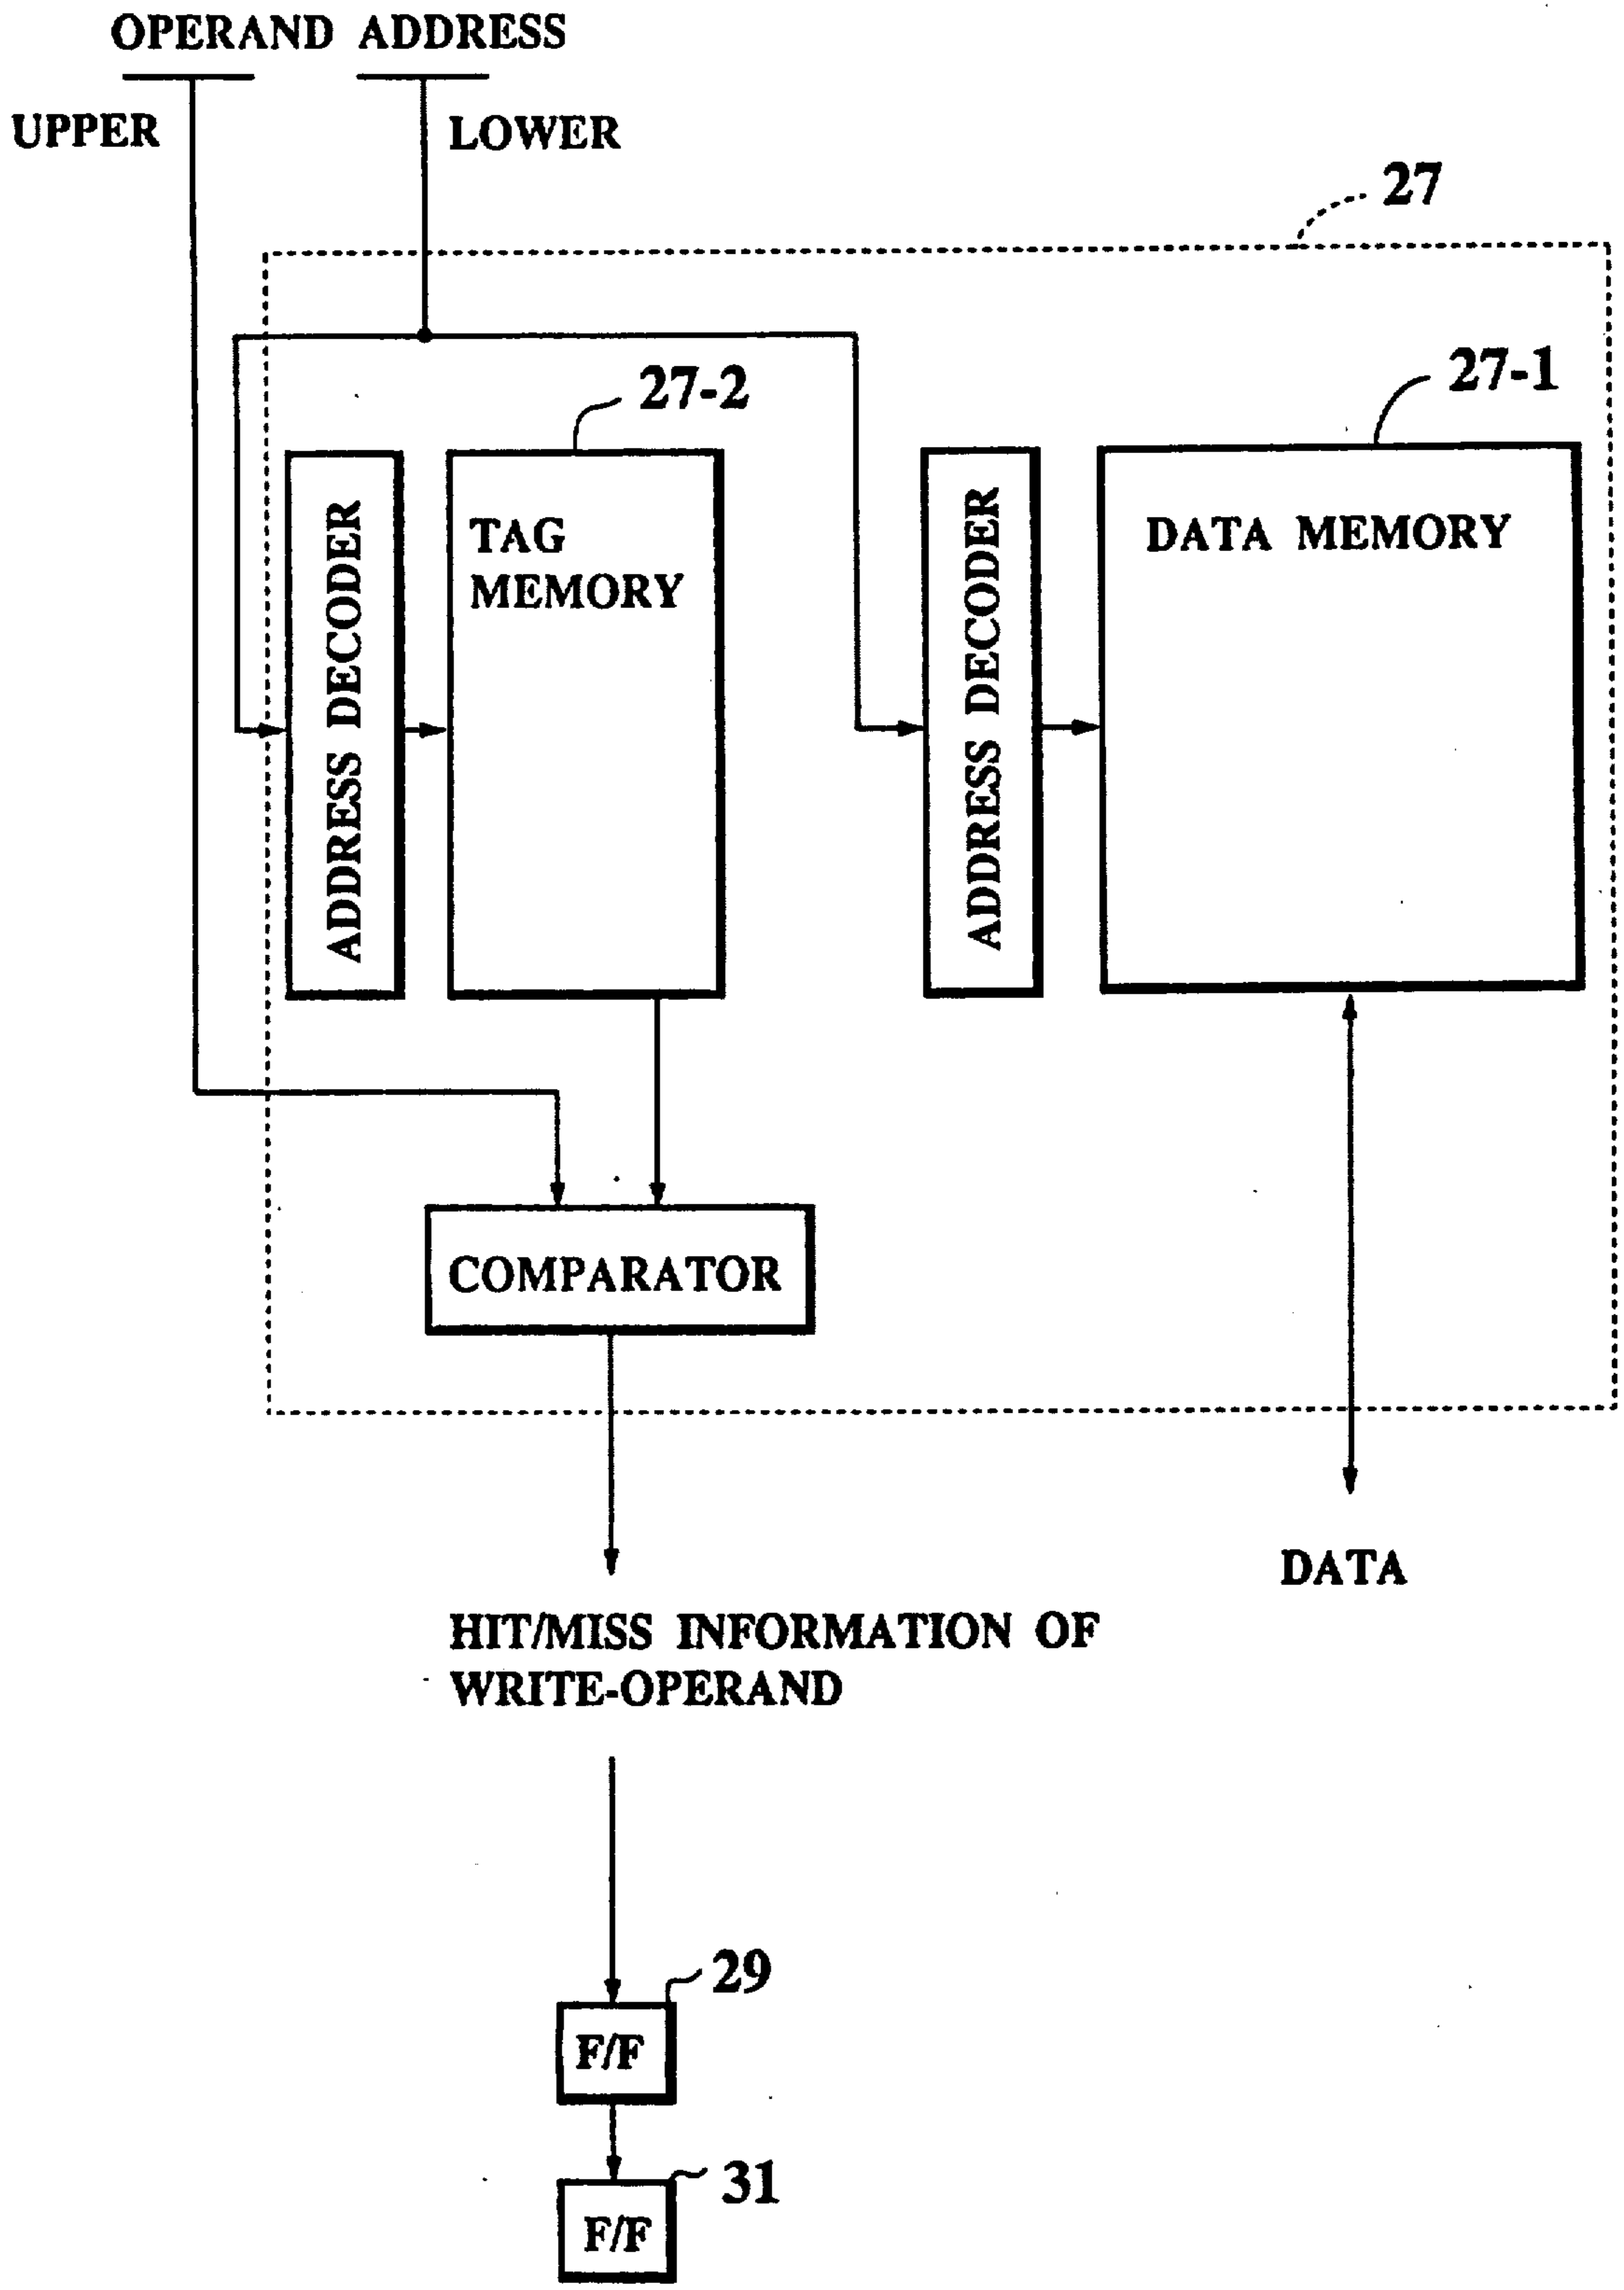 OPERAND ADDRESS
UPPER
LOWER
27
27-2
27-1
ADDRESS DECODER
TAG
MEMORY
ADDRESS DECODER
DATA MEMORY
COMPARATOR
DATA
HIT/MISS INFORMATION OF
WRITE-OPERAND
29
F/F
31
F/F